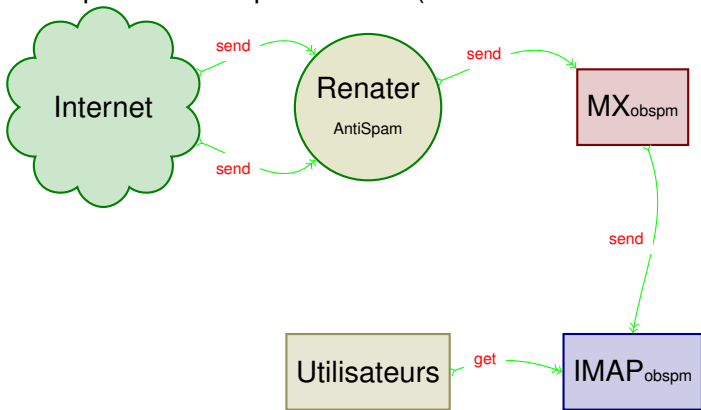 send
send
Internet
Renater
AntiSpam
MXobspm
send
send
Utilisateurs
get
IMAPobspm